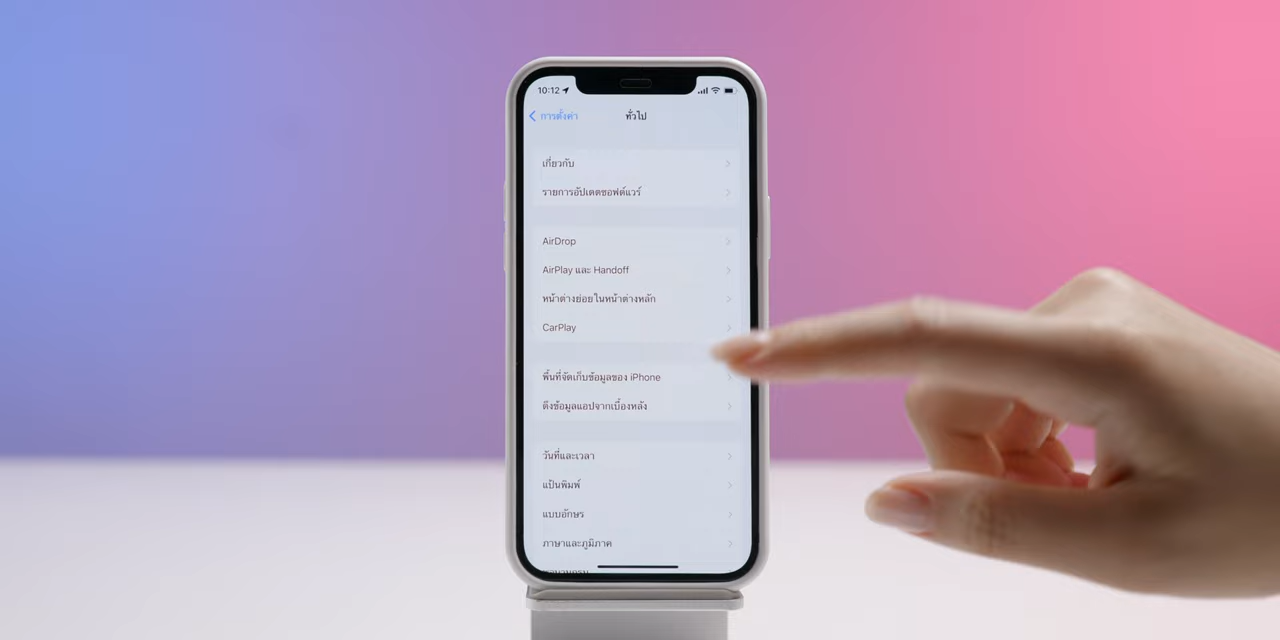 10:12
การตั้งค่า
ทั่วไป
เกี่ยวกับ
รายการอัปเดตซอฟต์แวร์
AirDrop
AirPlay และ Handoff
หน้าต่างย่อยในหน้าต่างหลัก
CarPlay
พื้นที่จัดเก็บข้อมูลของ iPhone
ดึงข้อมูลแอปจากเบื้องหลัง
วันที่และเวลา
แป้นพิมพ์
แบบอักษร
ภาษาและภูมิภาค